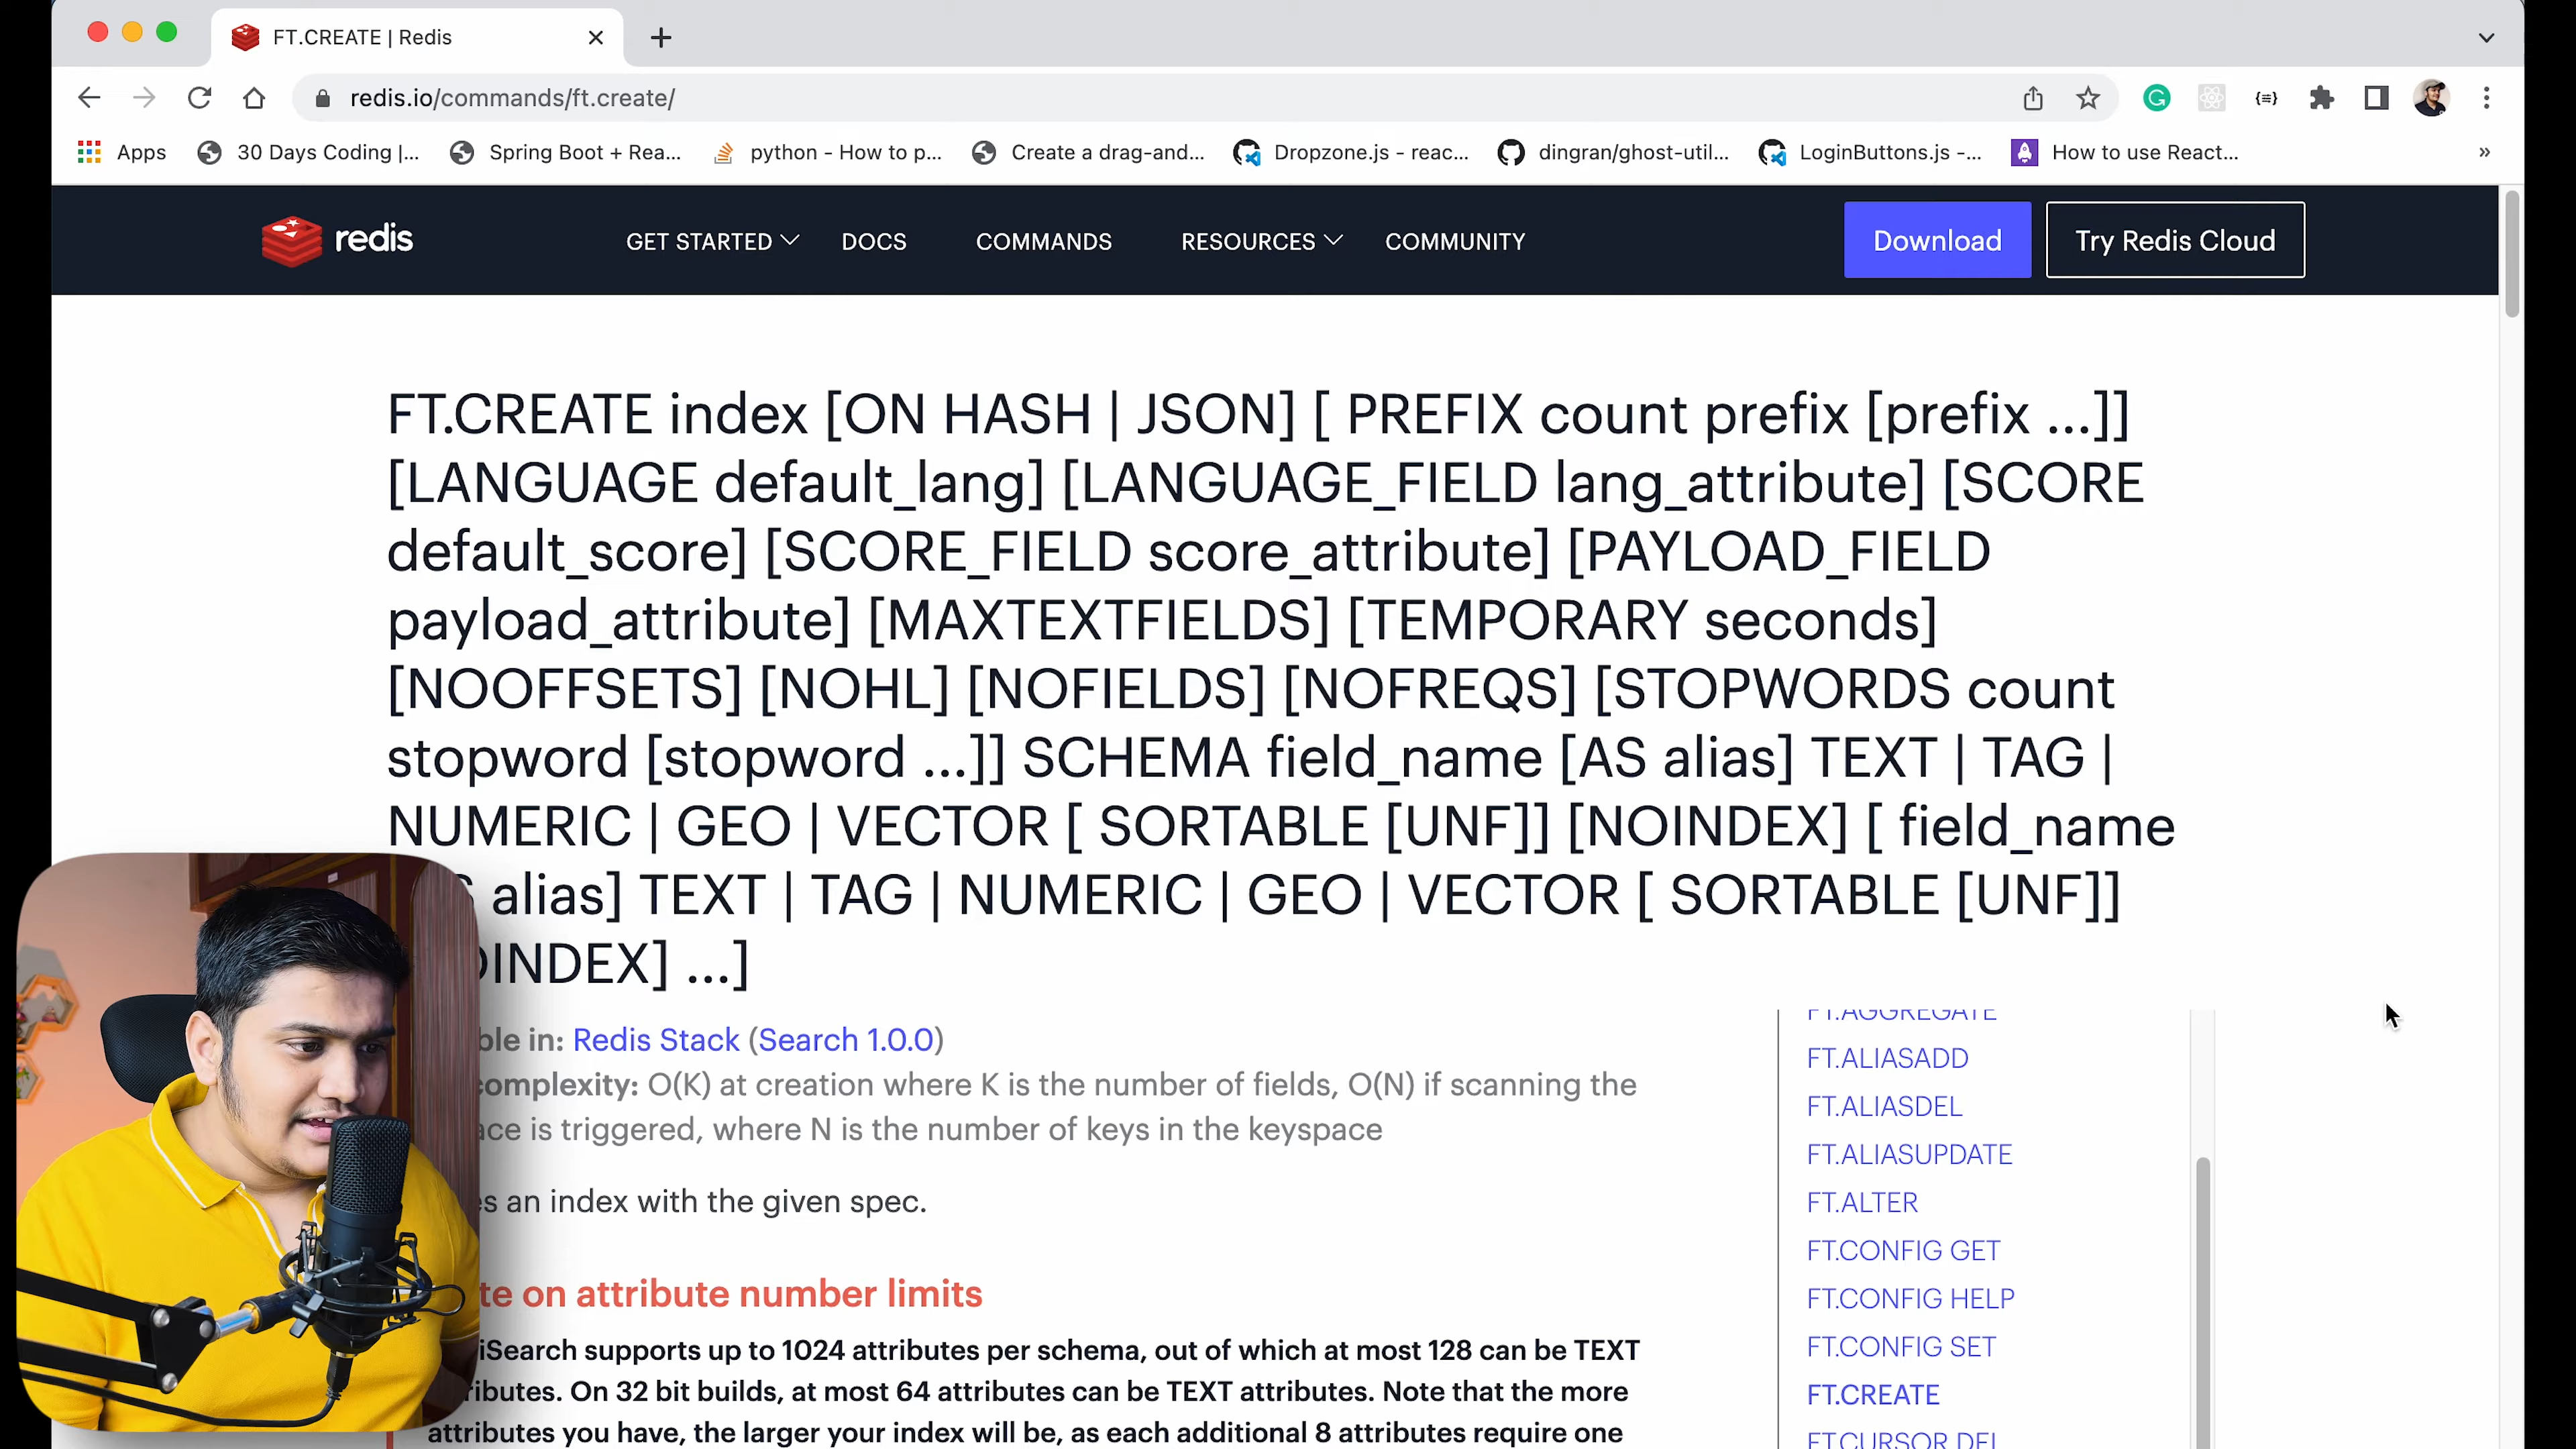 FT.CREATE | Redis
redis.io/commands/ft.create/
Apps 30 Days Coding |... Spring Boot + Rea... python - How to p... Create a drag-and... Dropzone.js - reac... dingran/ghost-util... LoginButtons.js -... How to use React... »
redis GET STARTED DOCS COMMANDS RESOURCES COMMUNITY Download Try Redis Cloud
FT.CREATE index [ON HASH | JSON] [ PREFIX count prefix [prefix ...]]
[LANGUAGE default_lang] [LANGUAGE_FIELD lang_attribute] [SCORE
default_score] [SCORE_FIELD score_attribute] [PAYLOAD_FIELD
payload_attribute] [MAXTEXTFIELDS] [TEMPORARY seconds]
[NOOFFSETS] [NOHL] [NOFIELDS] [NOFREQS] [STOPWORDS count
stopword [stopword ...]] SCHEMA field_name [AS alias] TEXT | TAG |
NUMERIC | GEO | VECTOR [ SORTABLE [UNF]] [NOINDEX] [ field_name
alias] TEXT | TAG | NUMERIC | GEO | VECTOR [ SORTABLE [UNF]]
OINDEX] ...]
ble in: Redis Stack (Search 1.0.0)
complexity: O(K) at creation where K is the number of fields, O(N) if scanning the
ace is triggered, where N is the number of keys in the keyspace
es an index with the given spec.
te on attribute number limits
iSearch supports up to 1024 attributes per schema, out of which at most 128 can be TEXT
ributes. On 32 bit builds, at most 64 attributes can be TEXT attributes. Note that the more
attributes you have, the larger your index will be, as each additional 8 attributes require one
FT.AGGREGATE
FT.ALIASADD
FT.ALIASDEL
FT.ALIASUPDATE
FT.ALTER
FT.CONFIG GET
FT.CONFIG HELP
FT.CONFIG SET
FT.CREATE
FT.CURSOR DEL